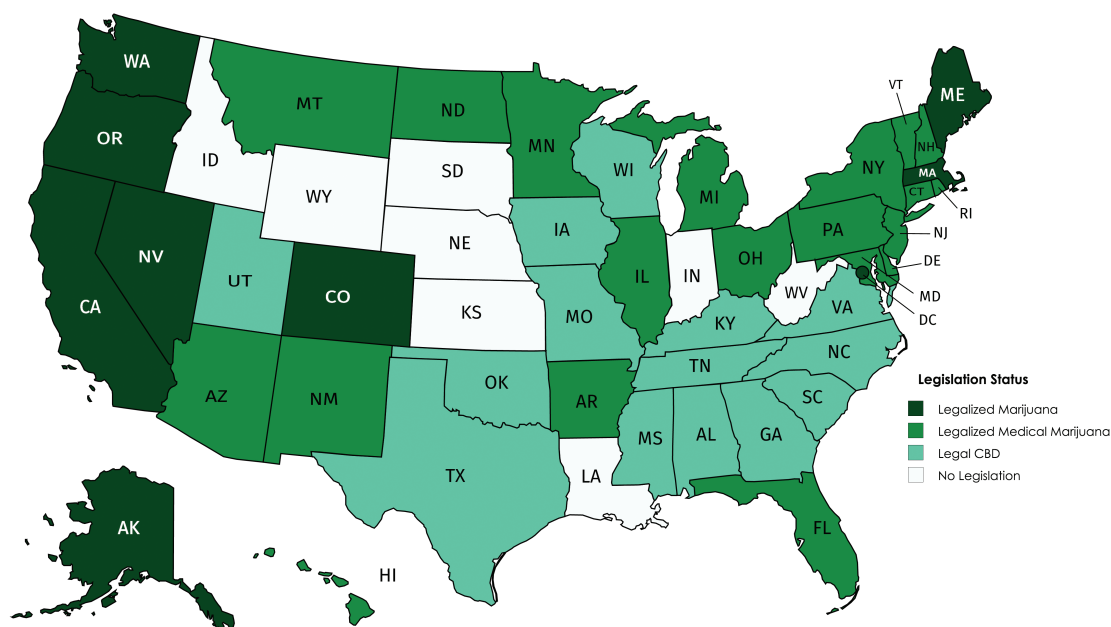 WA
MT
ND
MN
OR
ID
SD
WI
WY
MI
VT
ME
NH
NY
MA
CT
RI
NV
UT
CO
NE
IA
IL
IN
OH
PA
NJ
DE
MD
DC
CA
KS
MO
KY
WV
VA
AZ
NM
OK
AR
TN
NC
SC
MS
AL
GA
TX
LA
FL
AK
HI
Legislation Status
Legalized Marijuana
Legalized Medical Marijuana
Legal CBD
No Legislation